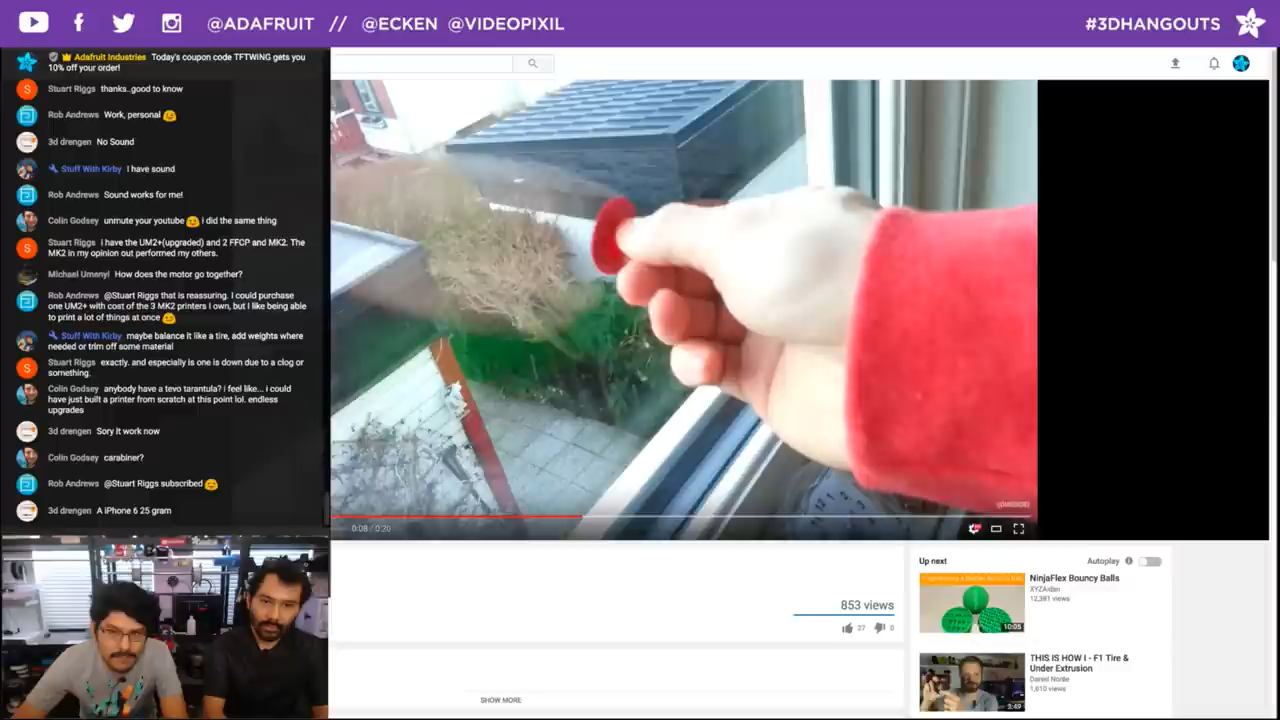 @ADAFRUIT // @ECKEN @VIDEOPIXIL
#3DHANGOUTS
Adafruit Industries Today's coupon code TFTWING gets you
10% off your order!
Stuart Riggs thanks..good to know
Rob Andrews Work, personal
3d drengen No Sound
Stuff With Kirby I have sound
Rob Andrews Sound works for me!
Colin Godsey unmute your youtube i did the same thing
Stuart Riggs i have the UM2+(upgraded) and 2 FFCP and MK2. The
MK2 in my opinion out performed my others.
How does the motor go together?
Rob Andrews @Stuart Riggs that is reassuring. I could purchase
one UM2+ with cost of the 3 MK2 printers I own, but I like being able
to print a lot of things at once
Stuff With Kirby maybe balance it like a tire, add weights where
needed or trim off some material
Stuart Riggs exactly. and especially is one is down due to a clog or
something.
Colin Godsey anybody have a tevo tarantula? i feel like... i could
have just built a printer from scratch at this point lol. endless
upgrades
3d drengen Sory it work now
Colin Godsey carabiner?
Rob Andrews @Stuart Riggs subscribed
3d drengen A iPhone 6 25 gram
0:08 / 0:20
853 views
27 0
SHOW MORE
Up next
Autoplay
NinjaFlex Bouncy Balls
XYZAidan
12,381 views
10:05
THIS IS HOW I - F1 Tire &
Under Extrusion
Daniel Norée
1,610 views
3:49